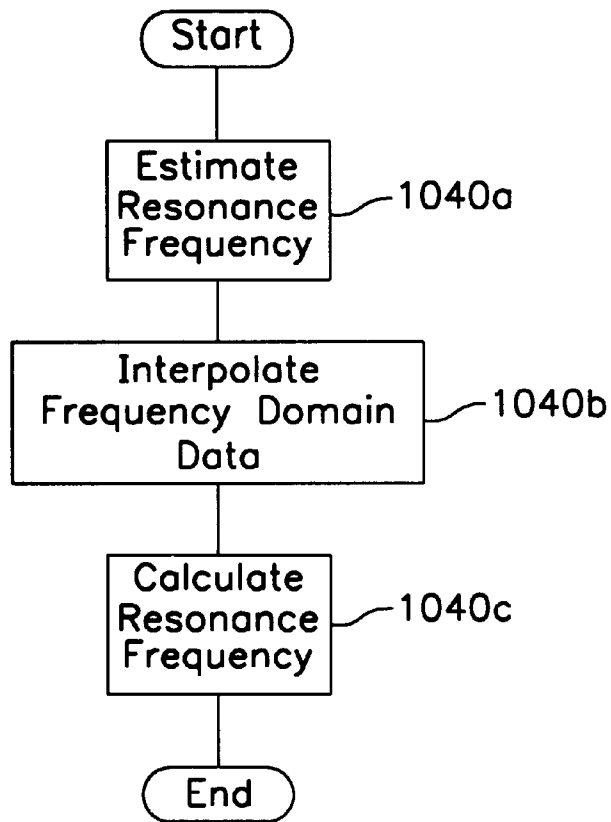 Start
Estimate
Resonance
Frequency
1040a
Interpolate
Frequency Domain
Data
1040b
Calculate
Resonance
Frequency
1040c
End